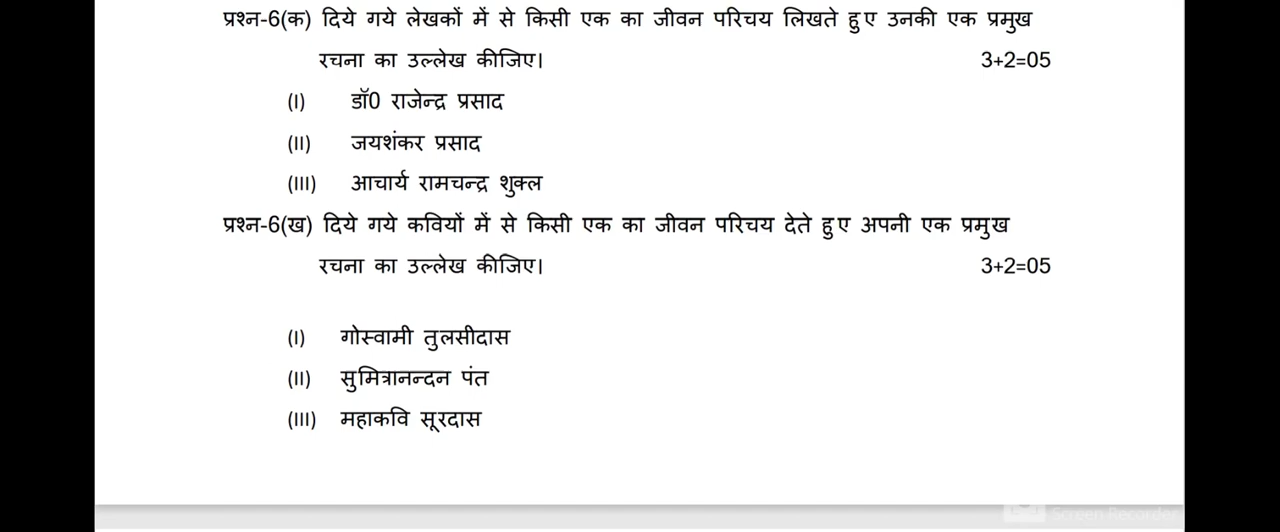 प्रश्न-6(क) दिये गये लेखकों में से किसी एक का जीवन परिचय लिखते हुए उनकी एक प्रमुख
रचना का उल्लेख कीजिए। 3+2=05
(I) डॉ0 राजेन्द्र प्रसाद
(II) जयशंकर प्रसाद
(III) आचार्य रामचन्द्र शुक्ल
प्रश्न-6(ख) दिये गये कवियों में से किसी एक का जीवन परिचय देते हुए अपनी एक प्रमुख
रचना का उल्लेख कीजिए। 3+2=05
(I) गोस्वामी तुलसीदास
(II) सुमित्रानन्दन पंत
(III) महाकवि सूरदास
Screen Recorder